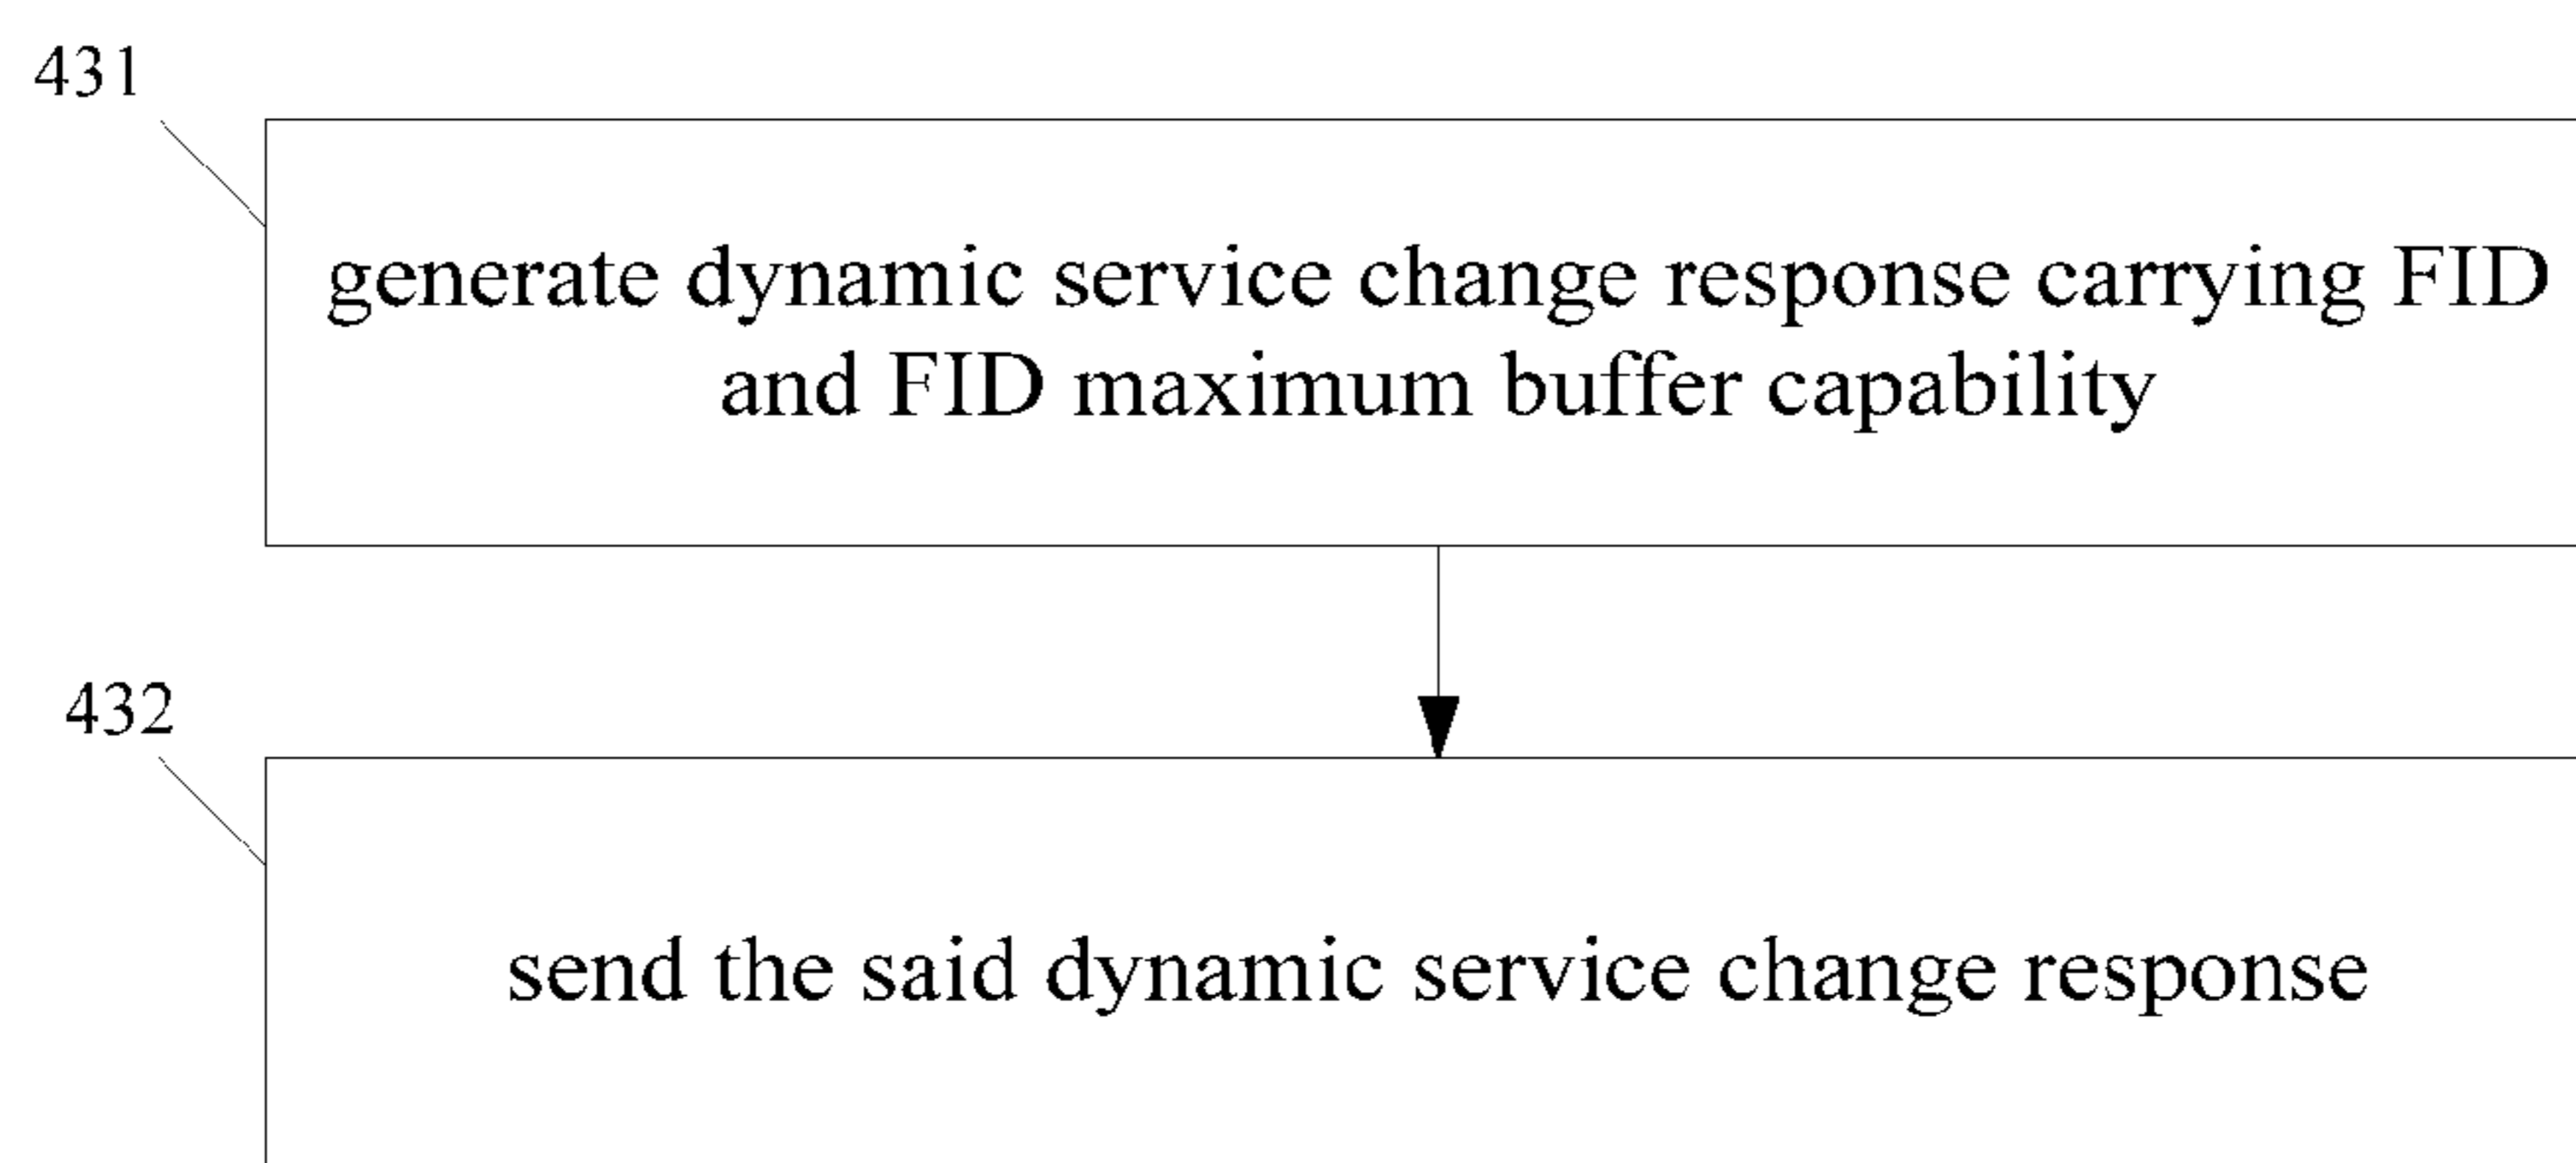 431
generate dynamic service change response carrying FID
and FID maximum buffer capability
432
send the said dynamic service change response